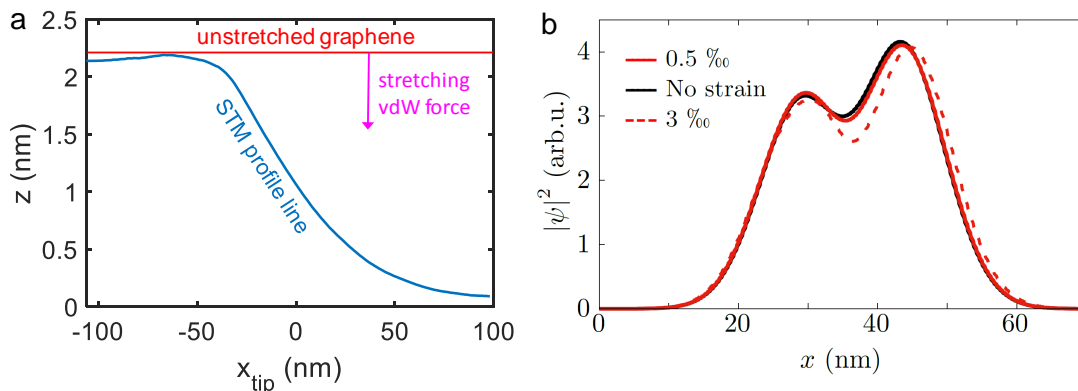 a
2.5
2
1.5
1
0.5
0
z (nm)
unstretched graphene
stretching
vdW force
STM profile line
-100
-50
0
50
100
x_tip (nm)
b
4
3
2
1
0
|ψ|² (arb.u.)
0.5 ‰
No strain
3 ‰
0
20
40
60
x (nm)